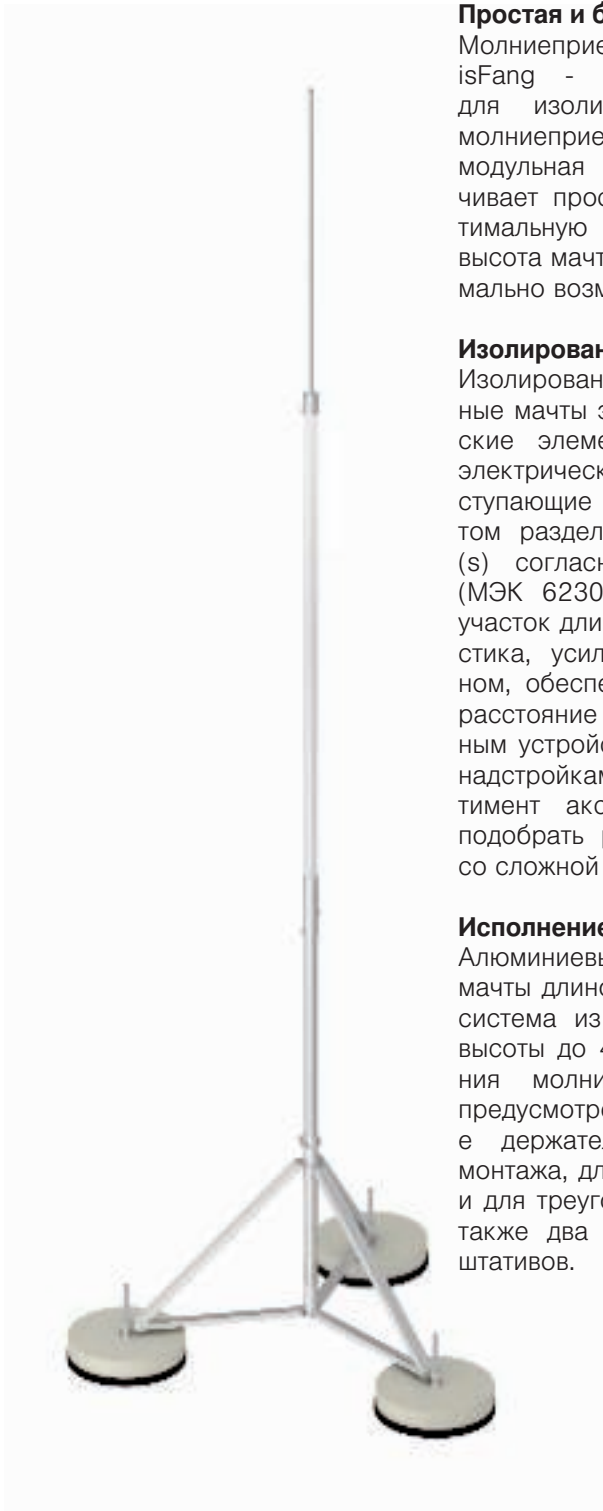 Простая и б
Молниеприе
isFang -
для изоли
молниеприе
модульная
чивает прос
тимальную
высота мачт
мально возм
Изолирован
Изолирован
ные мачты э
ские элеме
электрическ
ступающие
том раздел
(s) соглас
(МЭК 6230
участок дли
стика, усил
ном, обеспе
расстояние
ным устройс
надстройкам
тимент акс
подобрать
со сложной
Исполнение
Алюминиевы
мачты длино
система из
высоты до 4
ния молни
предусмотре
е держател
монтажа, дл
и для треуго
также два
штативов.